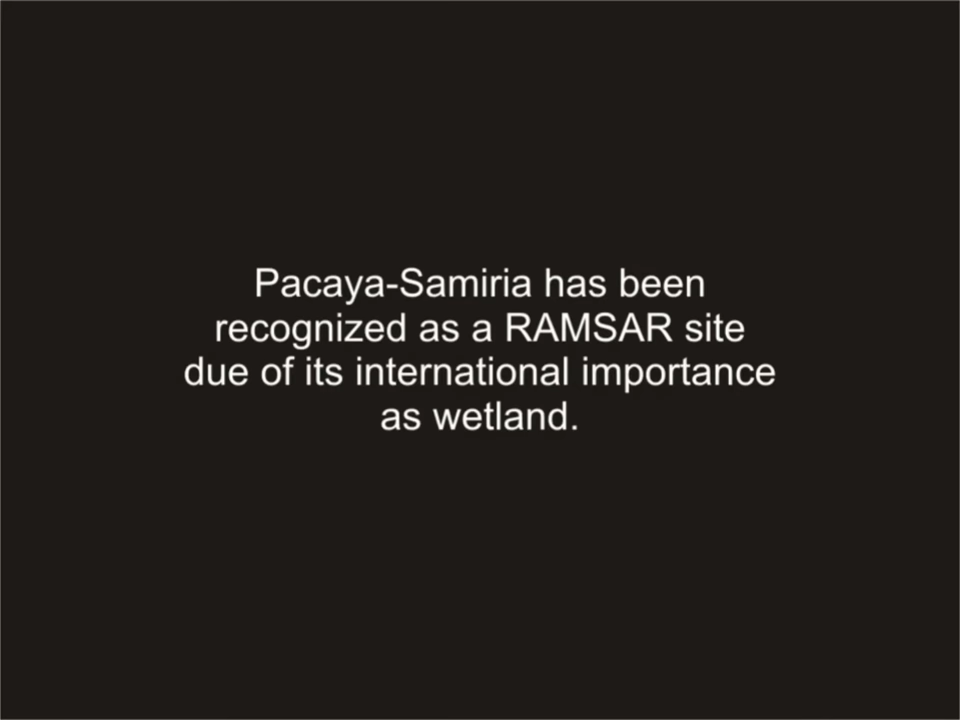 Pacaya-Samiria has been
recognized as a RAMSAR site
due of its international importance
as wetland.